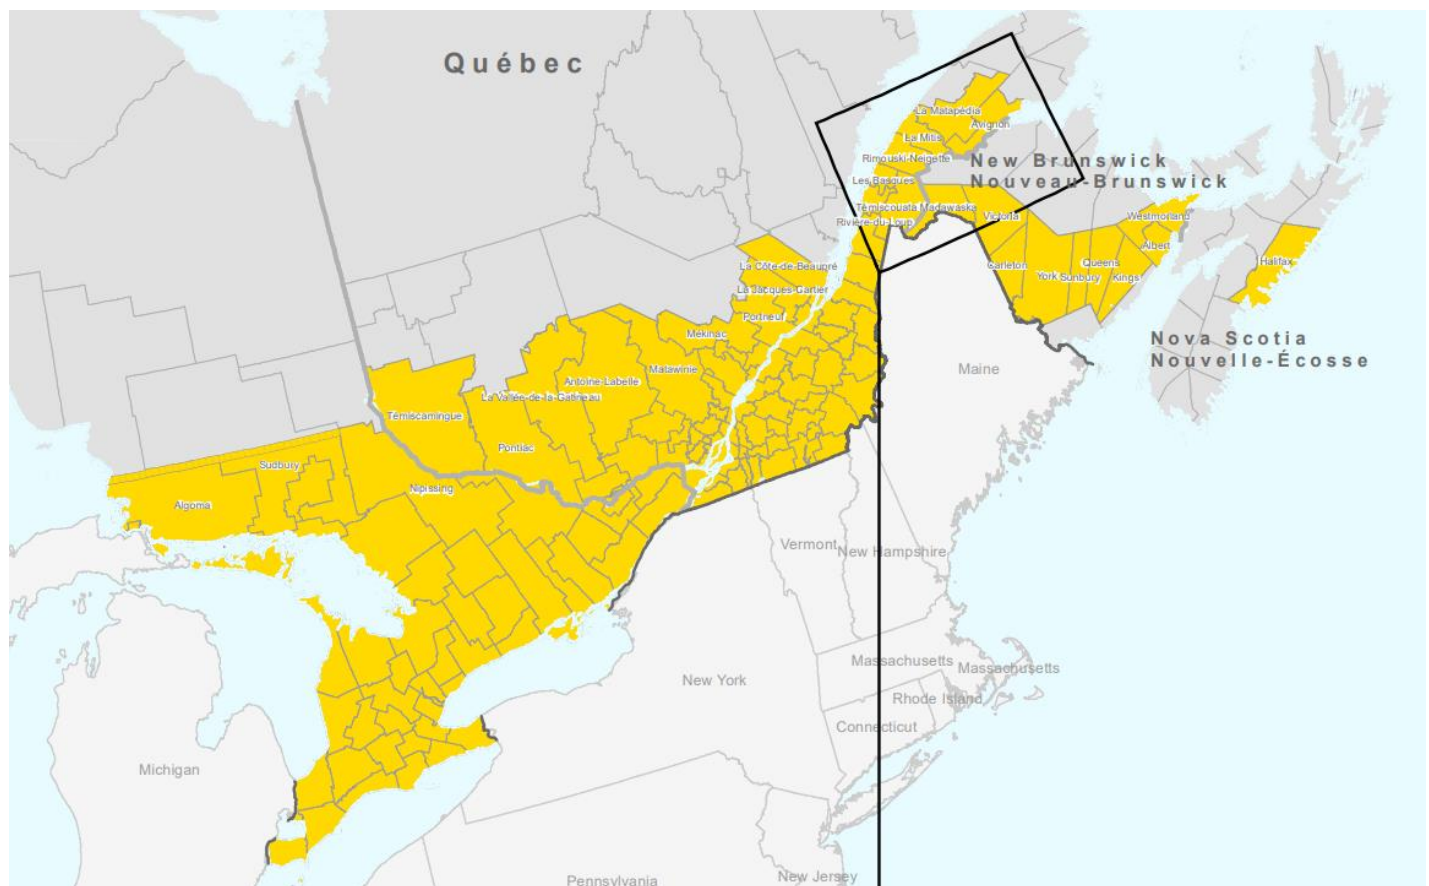 Québec
La Matapédia
Avignon
La Mitis
Rimouski-Neigette
New Brunswick
Nouveau-Brunswick
Les Basques
Témiscouata
Madawaska
Rivière-du-Loup
Victoria
Westmorland
Albert
Carleton
York
Sunbury
Queens
Kings
Halifax
La Côte-de-Beaupré
La Jacques-Cartier
Portneuf
Mékinac
Nova Scotia
Nouvelle-Écosse
Matawinie
Maine
Antoine-Labelle
La Vallée-de-la-Gatineau
Témiscamingue
Pontiac
Sudbury
Nipissing
Algoma
Vermont
New Hampshire
Massachusetts
Massachusetts
New York
Rhode Island
Connecticut
Michigan
Pennsylvania
New Jersey